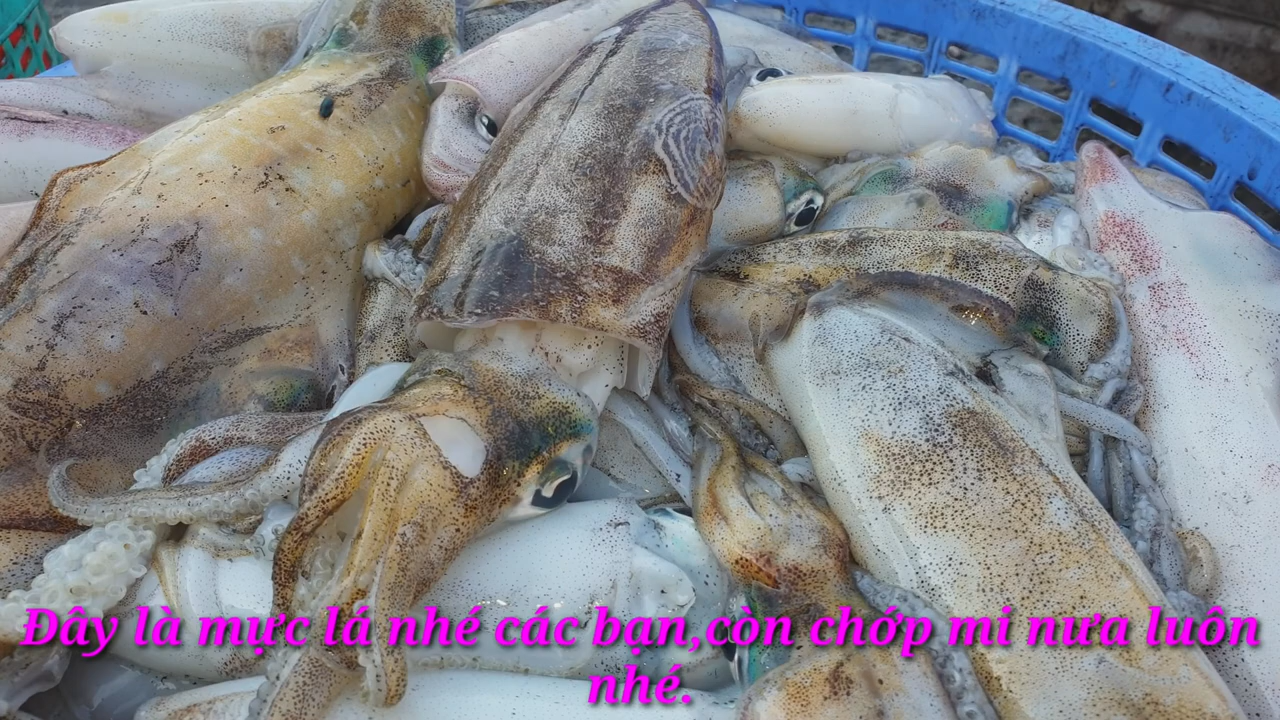 Đây là mực lá nhé các bạn,còn chớp mi nưa luôn
nhé.